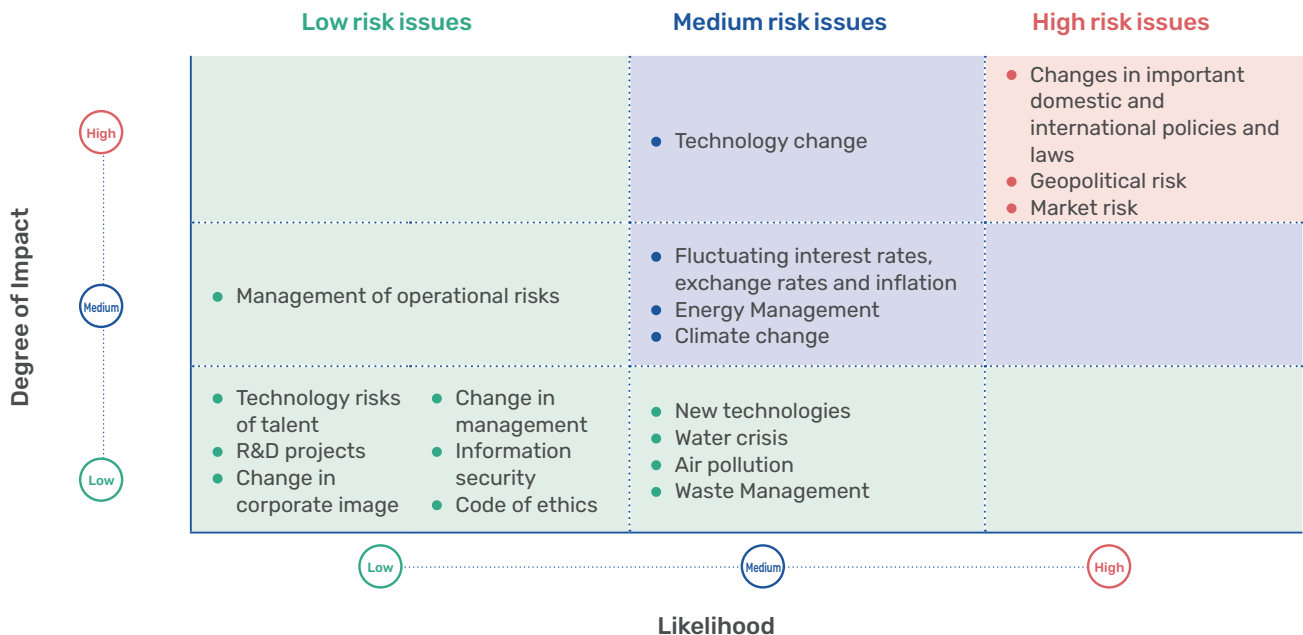 Low risk issues
Medium risk issues
High risk issues
Degree of Impact
High
Medium
Low
Technology change
Changes in important
domestic and
international policies and
laws
Geopolitical risk
Market risk
Management of operational risks
Fluctuating interest rates,
exchange rates and inflation
Energy Management
Climate change
Technology risks
of talent
R&D projects
Change in
corporate image
Change in
management
Information
security
Code of ethics
New technologies
Water crisis
Air pollution
Waste Management
Low
Medium
High
Likelihood